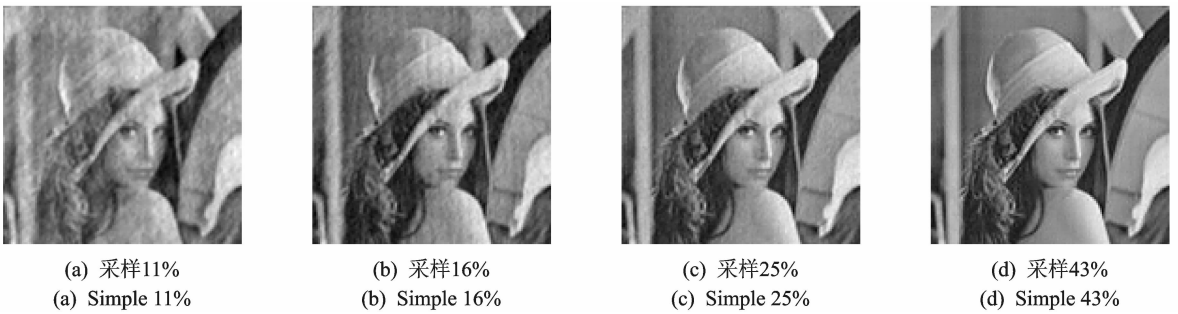 (a) 采样11%
(a) Simple 11%
(b) 采样16%
(b) Simple 16%
(c) 采样25%
(c) Simple 25%
(d) 采样43%
(d) Simple 43%